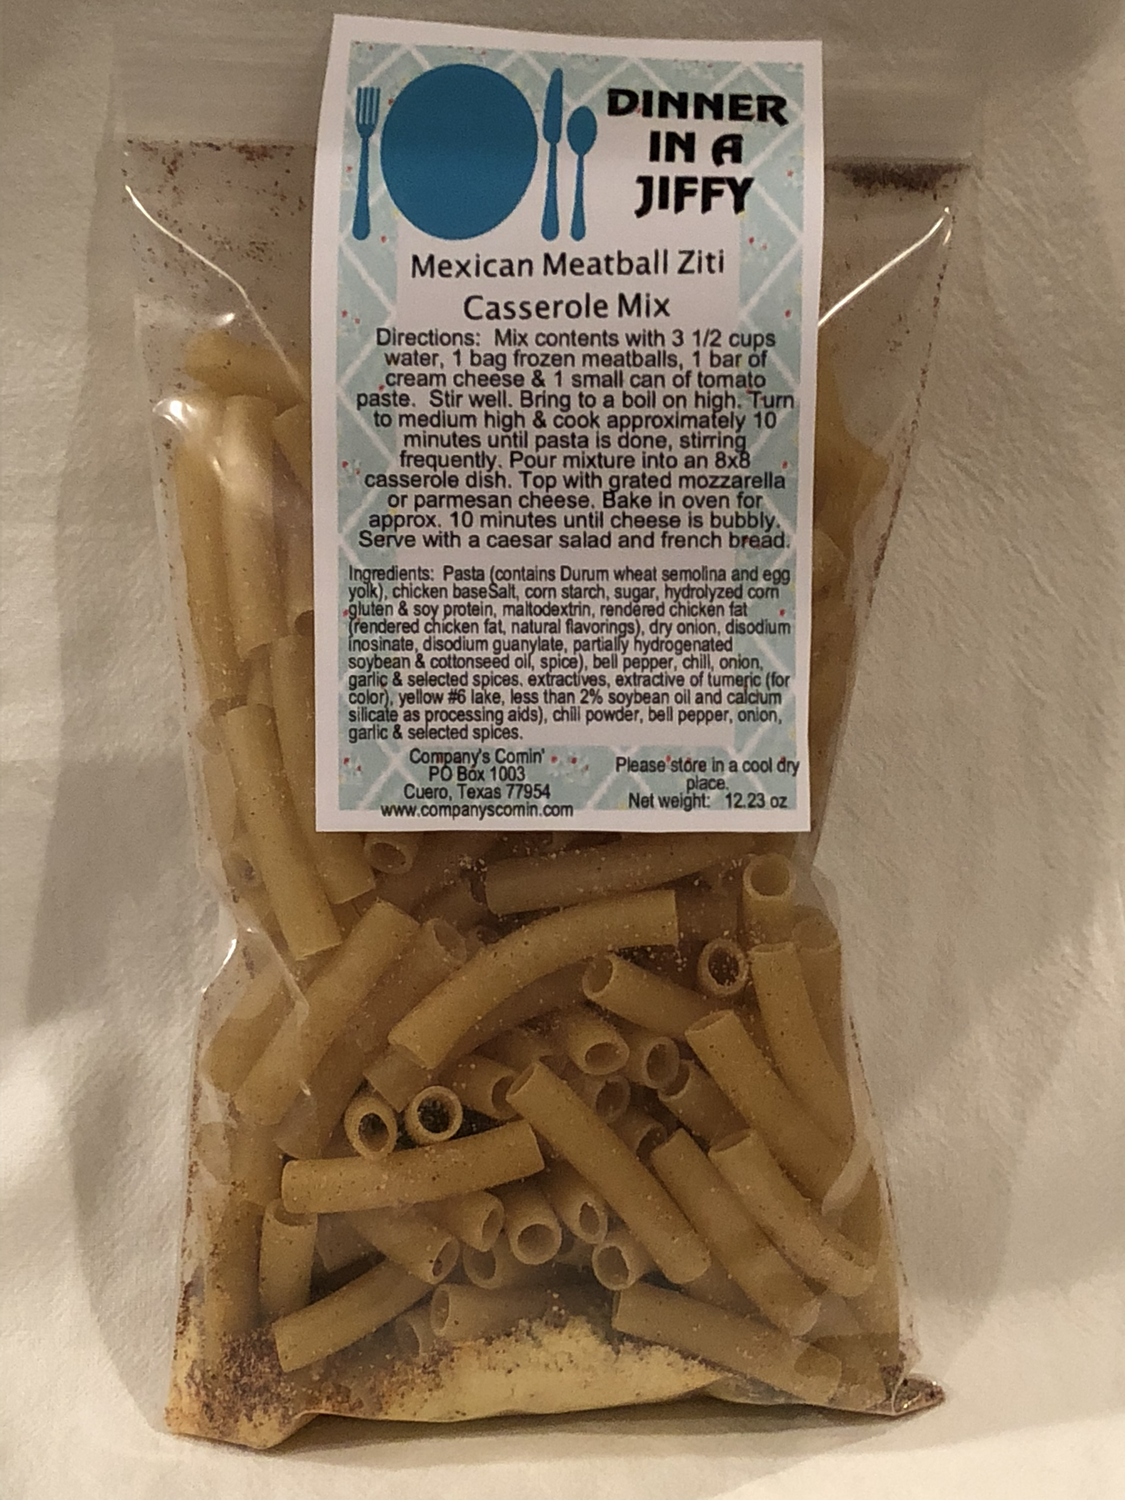 DINNER
IN A
JIFFY
Mexican Meatball Ziti
Casserole Mix
Directions: Mix contents with 3 1/2 cups
water, 1 bag frozen meatballs, 1 bar of
cream cheese & 1 small can of tomato
paste. Stir well. Bring to a boil on high. Turn
to medium high & cook approximately 10
minutes until pasta is done, stirring
frequently. Pour mixture into an 8x8
casserole dish. Top with grated mozzarella
or parmesan cheese. Bake in oven for
approx. 10 minutes until cheese is bubbly.
Serve with a caesar salad and french bread.
Ingredients: Pasta (contains Durum wheat semolina and egg
yolk), chicken baseSalt, corn starch, sugar, hydrolyzed corn
gluten & soy protein, maltodextrin, rendered chicken fat
(rendered chicken fat, natural flavorings), dry onion, disodium
inosinate, disodium guanylate, partially hydrogenated
soybean & cottonseed oil, spice), bell pepper, chili, onion,
garlic & selected spices. extractives, extractive of tumeric (for
color), yellow #6 lake, less than 2% soybean oil and calcium
silicate as processing aids), chili powder, bell pepper, onion,
garlic & selected spices.
Company's Comin'
PO Box 1003
Cuero, Texas 77954
www.companyscomin.com
Please store in a cool dry
place.
Net weight: 12.23 oz